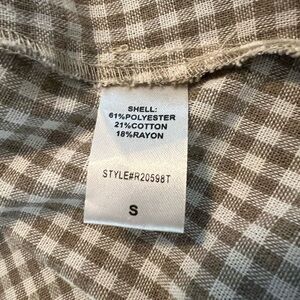 SHELL:
61%POLYESTER
21%COTTON
18%RAYON
STYLE#R20598T
S